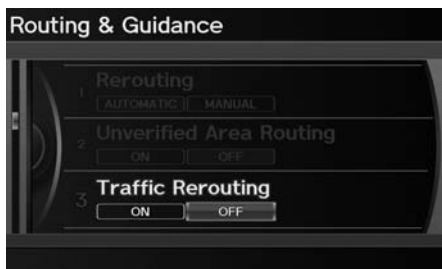 Routing & Guidance
1 Rerouting
AUTOMATIC MANUAL
2 Unverified Area Routing
ON OFF
3 Traffic Rerouting
ON OFF